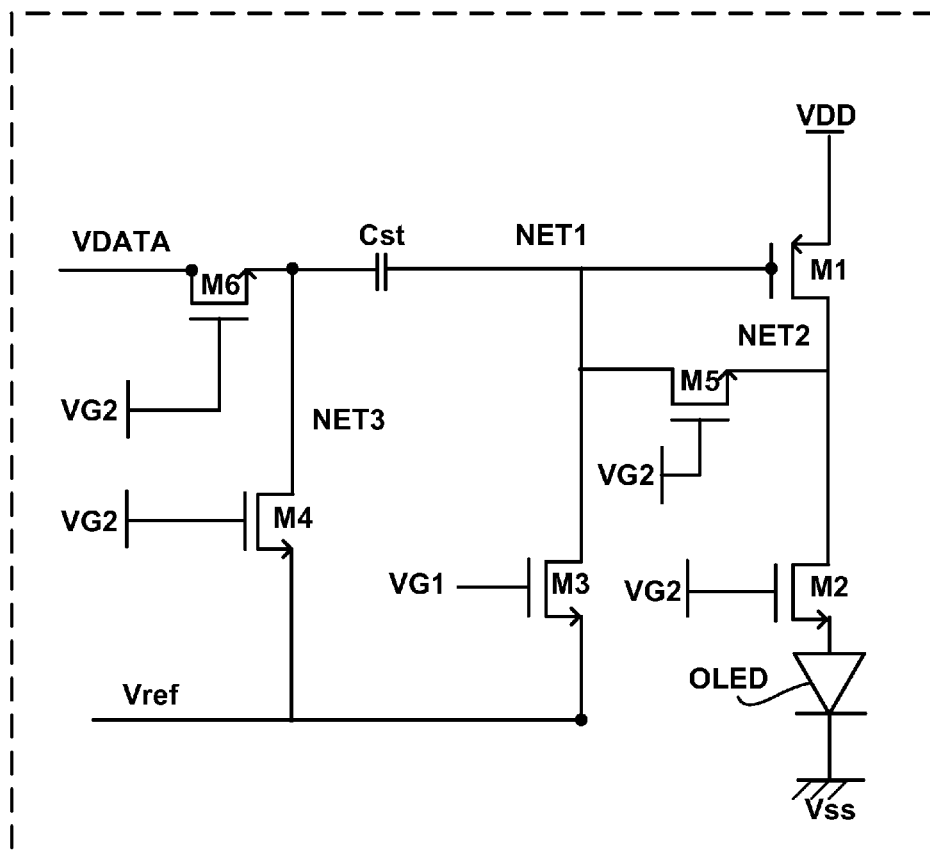 VDD
VDATA
Cst
NET1
M6
M1
NET2
M5
VG2
NET3
VG2
VG2
M4
VG1
M3
VG2
M2
OLED
Vref
Vss